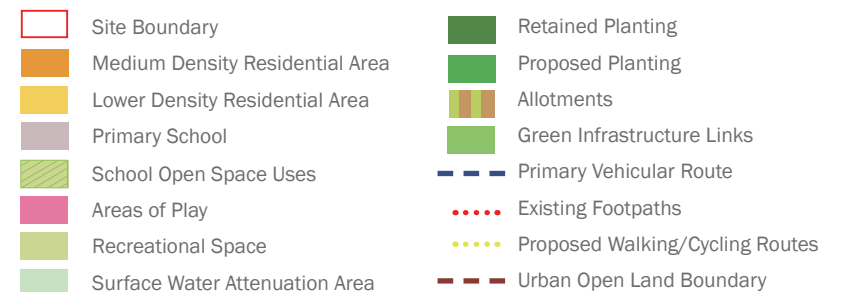 Site Boundary
Medium Density Residential Area
Lower Density Residential Area
Primary School
School Open Space Uses
Areas of Play
Recreational Space
Surface Water Attenuation Area
Retained Planting
Proposed Planting
Allotments
Green Infrastructure Links
Primary Vehicular Route
Existing Footpaths
Proposed Walking/Cycling Routes
Urban Open Land Boundary